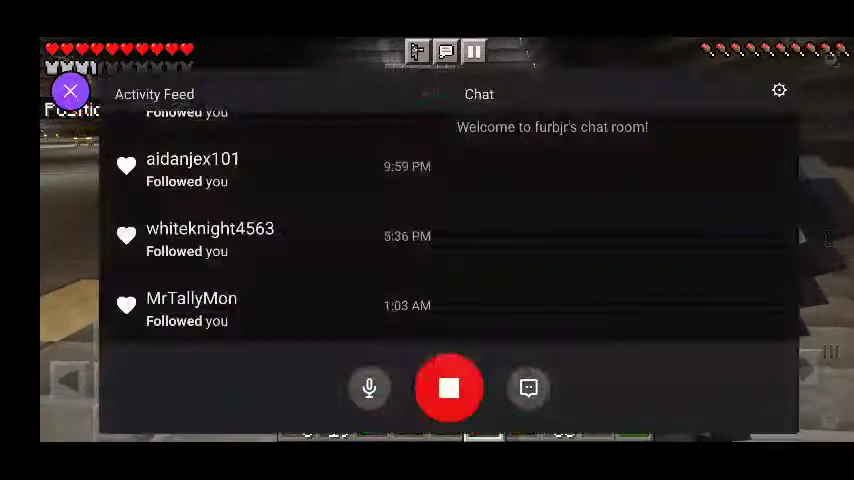 Activity Feed
Chat
Followed you
Welcome to furbjr's chat room!
aidanjex101
9:59 PM
Followed you
whiteknight4563
5:36 PM
Followed you
MrTallyMon
1:03 AM
Followed you